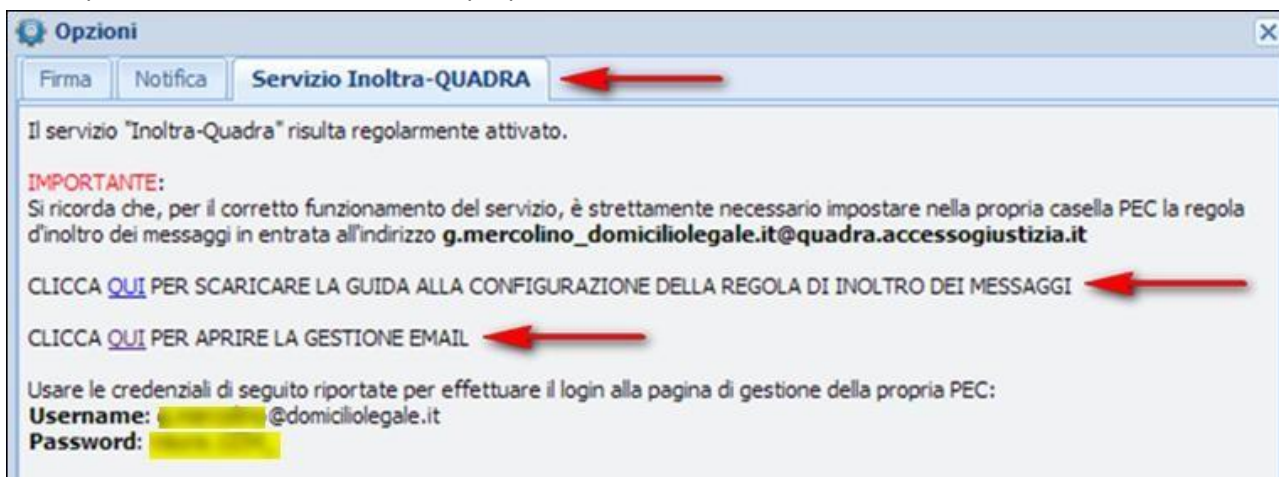 Opzioni
Firma Notifica Servizio Inoltra-QUADRA
Il servizio "Inoltra-Quadra" risulta regolarmente attivato.
IMPORTANTE:
Si ricorda che, per il corretto funzionamento del servizio, è strettamente necessario impostare nella propria casella PEC la regola
d'inoltro dei messaggi in entrata all'indirizzo g.mercolino_domiciliolegale.it@quadra.accessogiustizia.it
CLICCA QUI PER SCARICARE LA GUIDA ALLA CONFIGURAZIONE DELLA REGOLA DI INOLTRO DEI MESSAGGI
CLICCA QUI PER APRIRE LA GESTIONE EMAIL
Usare le credenziali di seguito riportate per effettuare il login alla pagina di gestione della propria PEC:
Username: @domiciliolegale.it
Password: